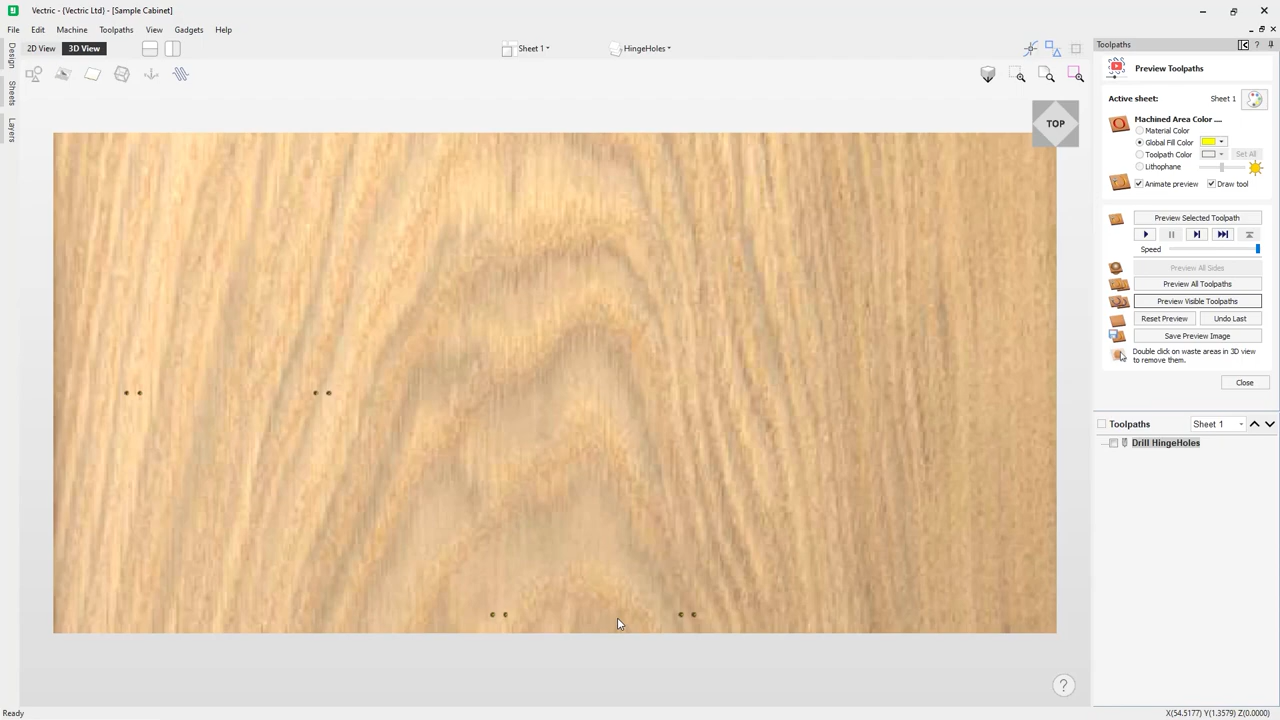 Vectric - {Vectric Ltd} - [Sample Cabinet]
File Edit Machine Toolpaths View Gadgets Help
2D View 3D View Sheet 1 HingeHoles
Design
Sheets
Layers
TOP
Toolpaths
Preview Toolpaths
Active sheet: Sheet 1
Machined Area Color ....
Material Color
Global Fill Color
Toolpath Color Set All
Lithophane
Animate preview Draw tool
Preview Selected Toolpath
Speed
Preview All Sides
Preview All Toolpaths
Preview Visible Toolpaths
Reset Preview Undo Last
Save Preview Image
Double click on waste areas in 3D view
to remove them.
Close
Toolpaths Sheet 1
Drill HingeHoles
?
Ready X(54.5177) Y(1.3579) Z(0.0000)